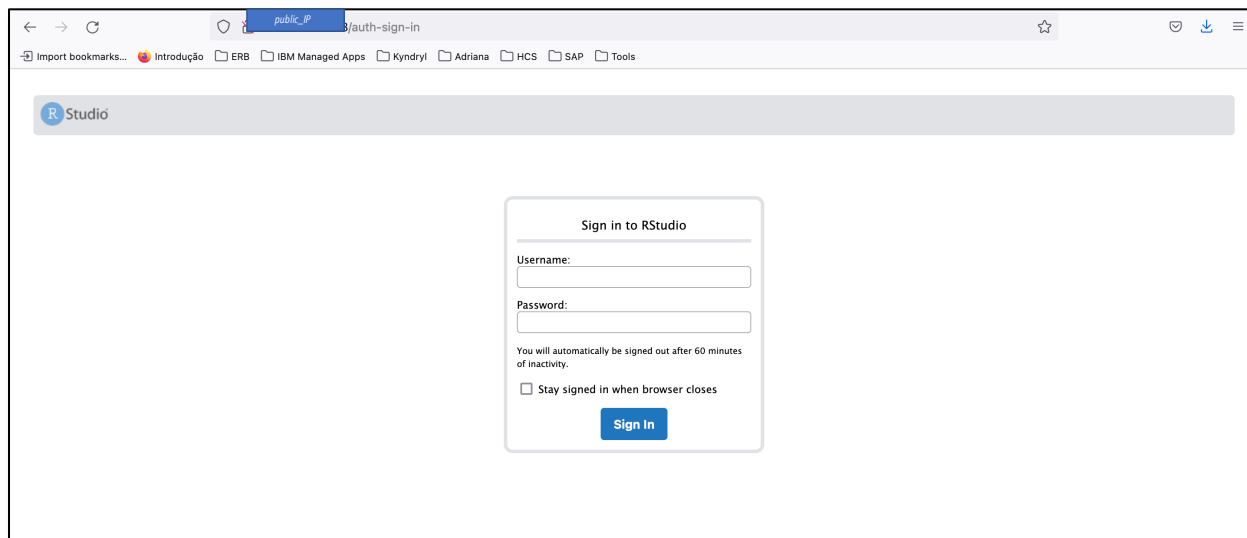 public_IP
3/auth-sign-in
Import bookmarks... Introdução ERB IBM Managed Apps Kyndryl Adriana HCS SAP Tools
R Studio
Sign in to RStudio
Username:
Password:
You will automatically be signed out after 60 minutes
of inactivity.
Stay signed in when browser closes
Sign In